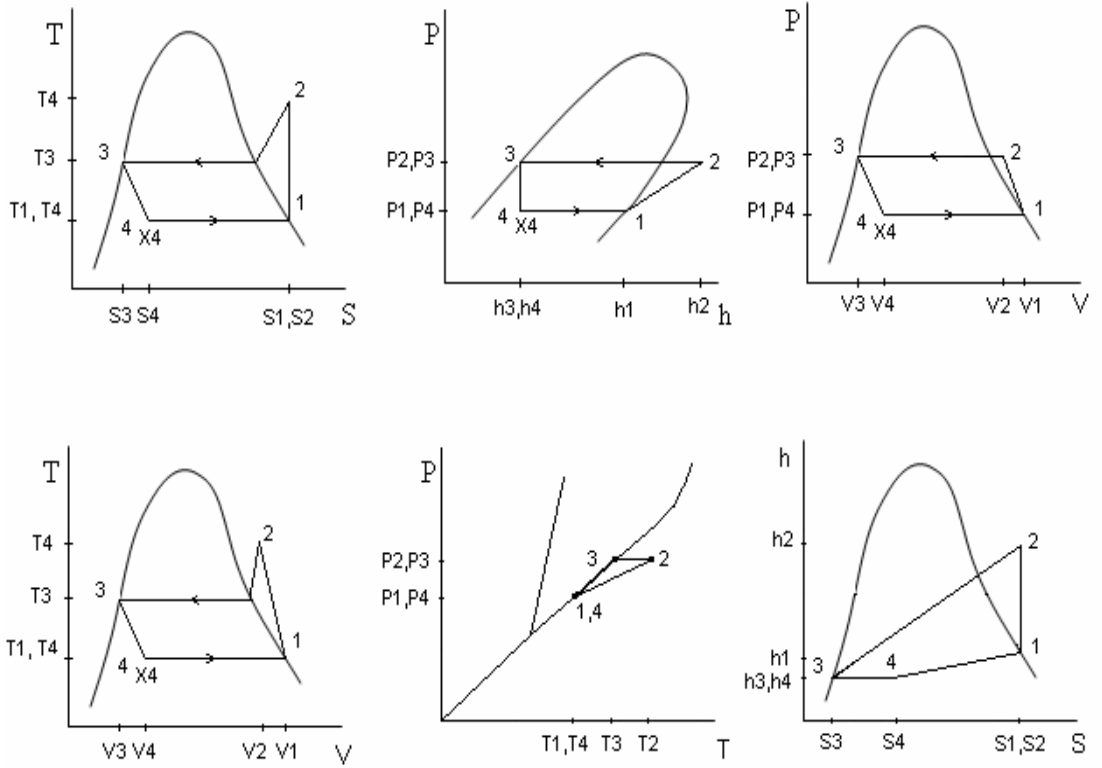 T
2
T4
3
T3
1
T1, T4
4
X4
S3 S4
S1,S2
S
P
3
P2,P3
2
P1,P4
4
X4
1
h3,h4
h1
h2
h
P
3
P2,P3
2
P1,P4
4
X4
1
V3 V4
V2 V1
V
T
2
T4
3
T3
1
T1, T4
4
X4
V3 V4
V2 V1
V
P
P2,P3
3
2
P1,P4
1,4
T1,T4
T3
T2
T
h
h2
2
h1
3
4
1
h3,h4
S3
S4
S1,S2
S